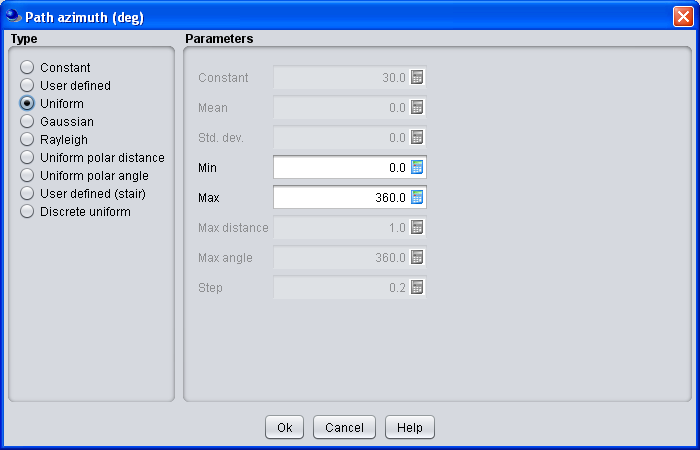 Path azimuth (deg)
Type
Constant
User defined
Uniform
Gaussian
Rayleigh
Uniform polar distance
Uniform polar angle
User defined (stair)
Discrete uniform
Parameters
Constant 30.0
Mean 0.0
Std. dev. 0.0
Min 0.0
Max 360.0
Max distance 1.0
Max angle 360.0
Step 0.2
Ok Cancel Help